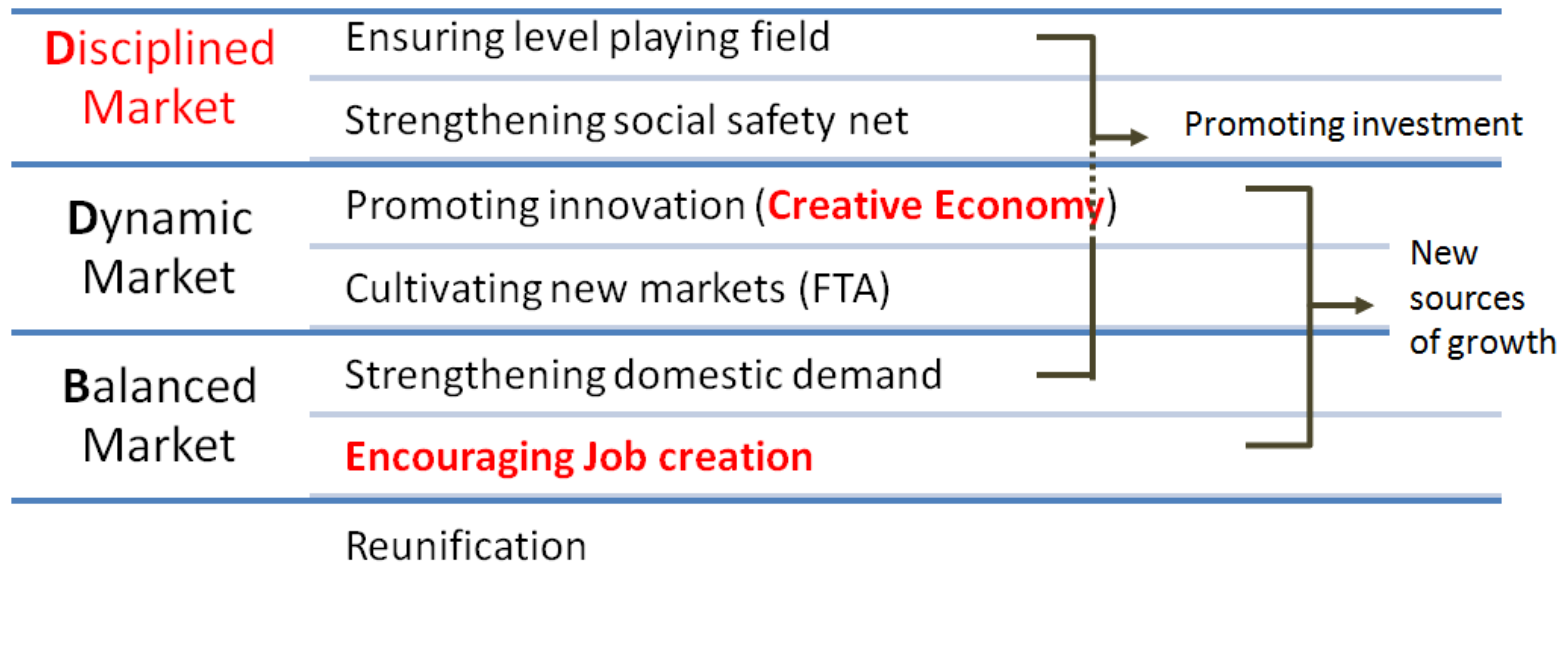 Disciplined
Market
Ensuring level playing field
Strengthening social safety net
Promoting investment
Dynamic
Market
Promoting innovation (Creative Economy)
Cultivating new markets (FTA)
New
sources
of growth
Balanced
Market
Strengthening domestic demand
Encouraging Job creation
Reunification